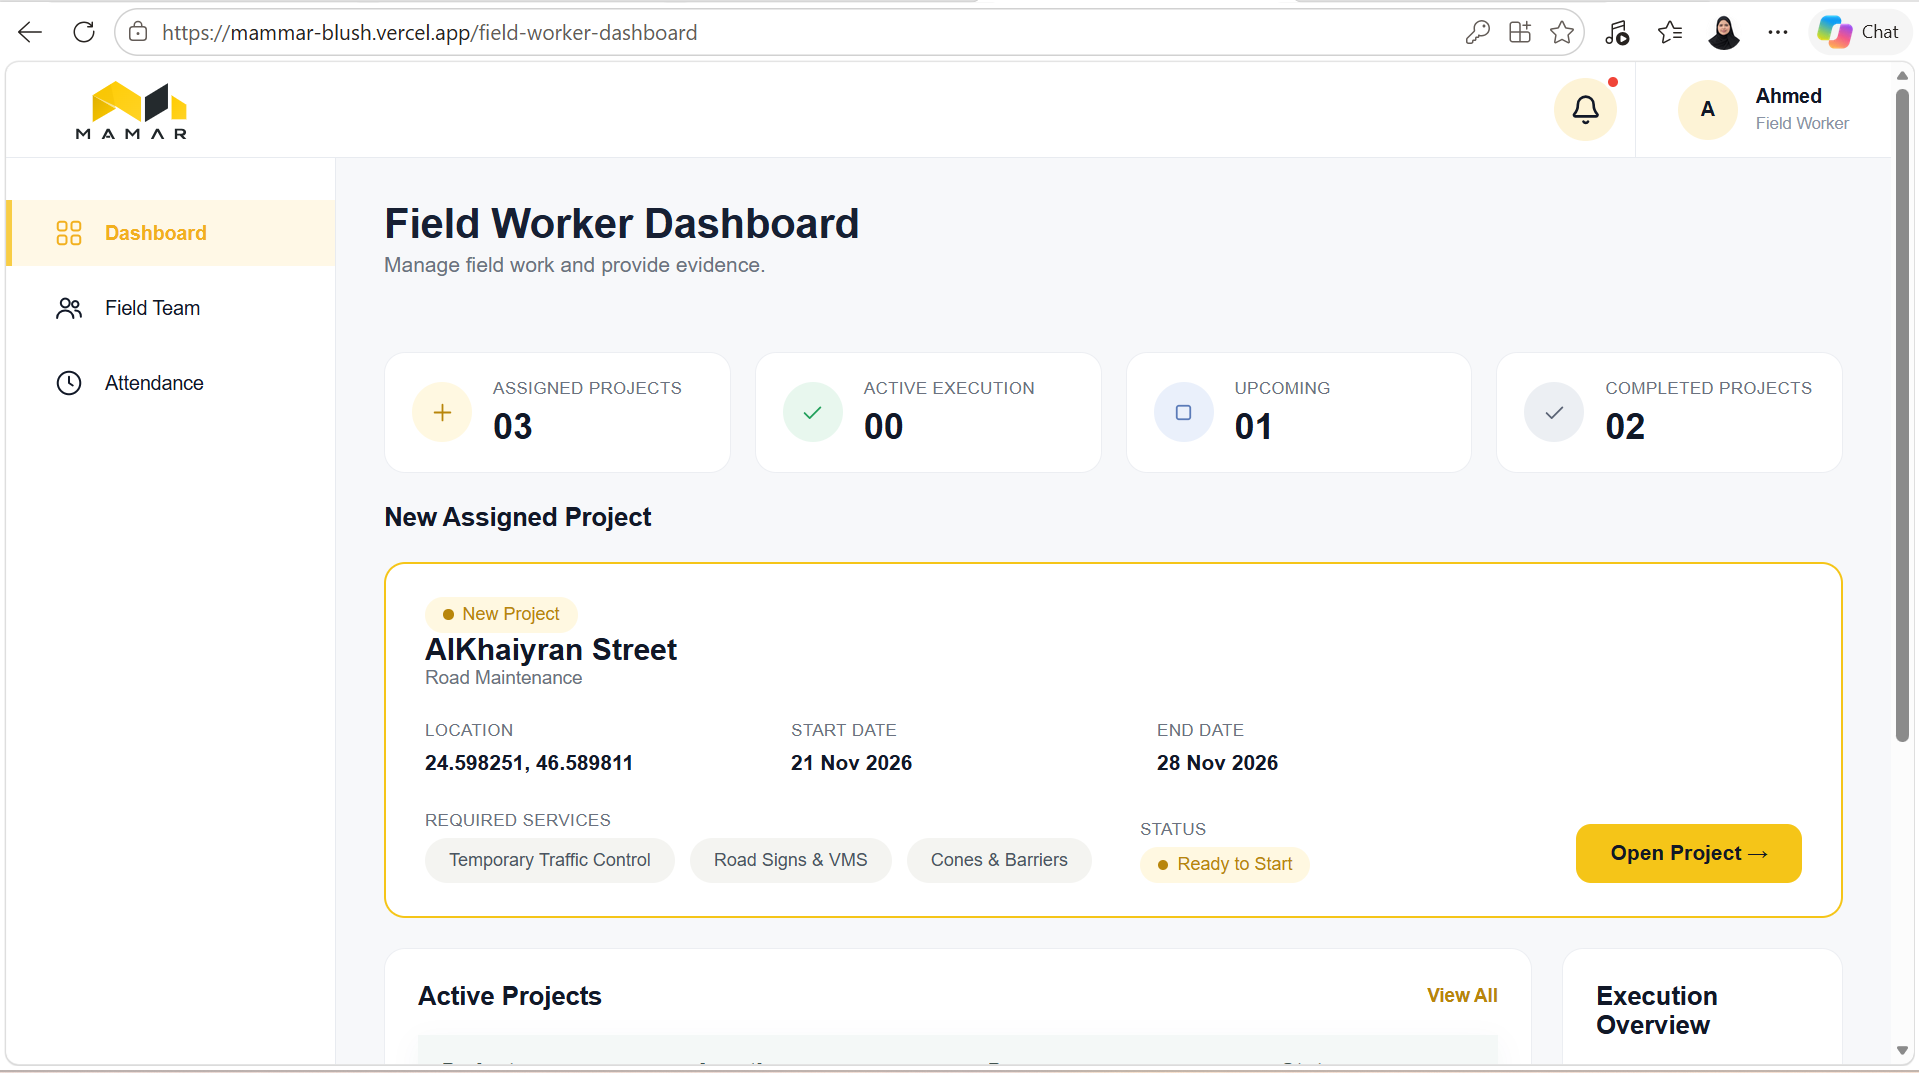 https://mammar-blush.vercel.app/field-worker-dashboard
Chat
MAMAR
A
Ahmed
Field Worker
Dashboard
Field Team
Attendance
Field Worker Dashboard
Manage field work and provide evidence.
ASSIGNED PROJECTS
03
ACTIVE EXECUTION
00
UPCOMING
01
COMPLETED PROJECTS
02
New Assigned Project
New Project
AlKhaiyran Street
Road Maintenance
LOCATION
24.598251, 46.589811
START DATE
21 Nov 2026
END DATE
28 Nov 2026
REQUIRED SERVICES
Temporary Traffic Control
Road Signs & VMS
Cones & Barriers
STATUS
Ready to Start
Open Project →
Active Projects
View All
Execution
Overview